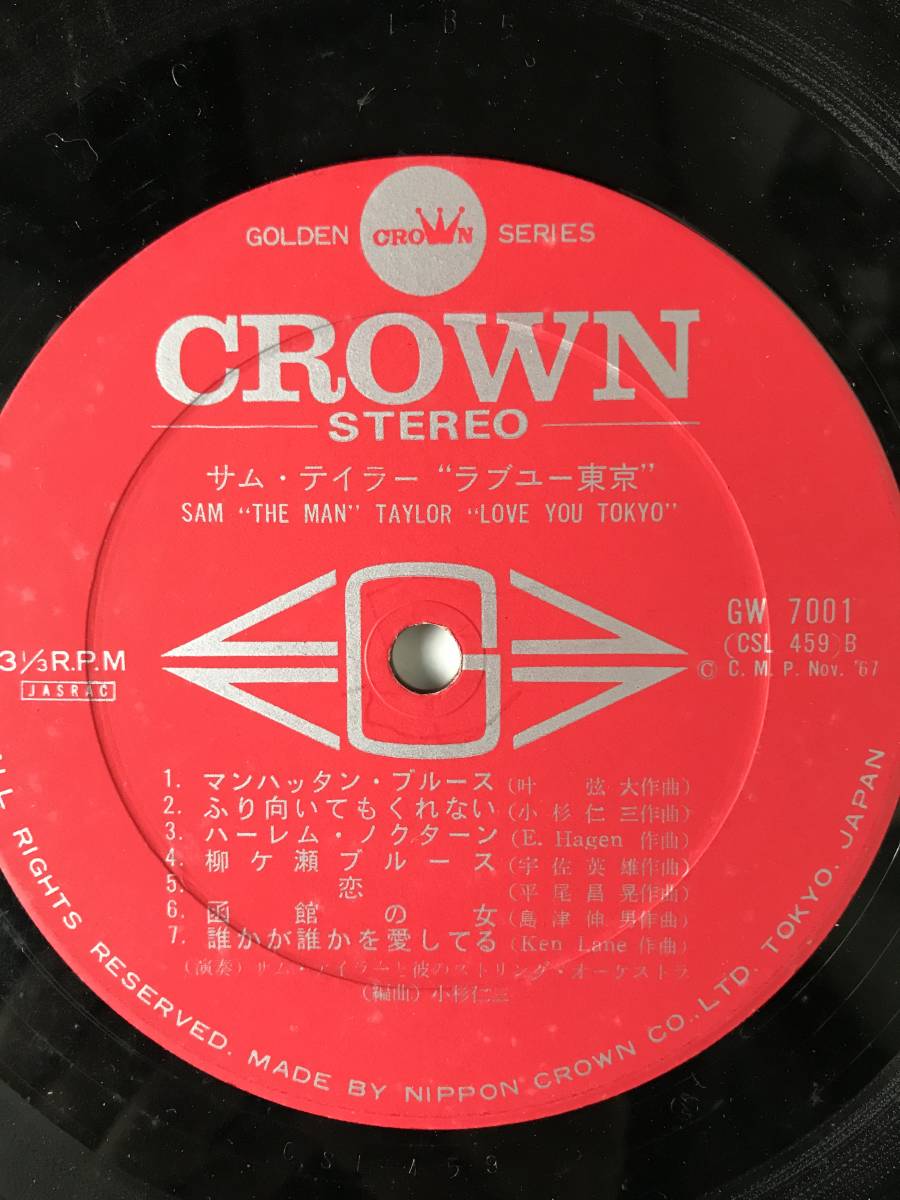 GOLDEN CROWN SERIES
CROWN
STEREO
サム・テイラー "ラブユー東京"
SAM "THE MAN" TAYLOR "LOVE YOU TOKYO"
GW 7001
(CSL 459)B
© C. M. P. Nov. '67
3 1/3 R.P.M
JASRAC
1. マンハッタン・ブルース (叶 弦大作曲)
2. ふり向いてもくれない (小杉仁三作曲)
3. ハーレム・ノクターン (E. Hagen 作曲)
4. 柳ケ瀬ブルース (宇佐英雄作曲)
5. 恋 (平尾昌晃作曲)
6. 函館の女 (島津伸男作曲)
7. 誰かが誰かを愛してる (Ken Lane 作曲)
(演奏) サム・テイラーと彼のストリングス・オーケストラ
(編曲) 小杉仁三
LL RIGHTS RESERVED. MADE BY NIPPON CROWN CO., LTD. TOKYO, JAPAN